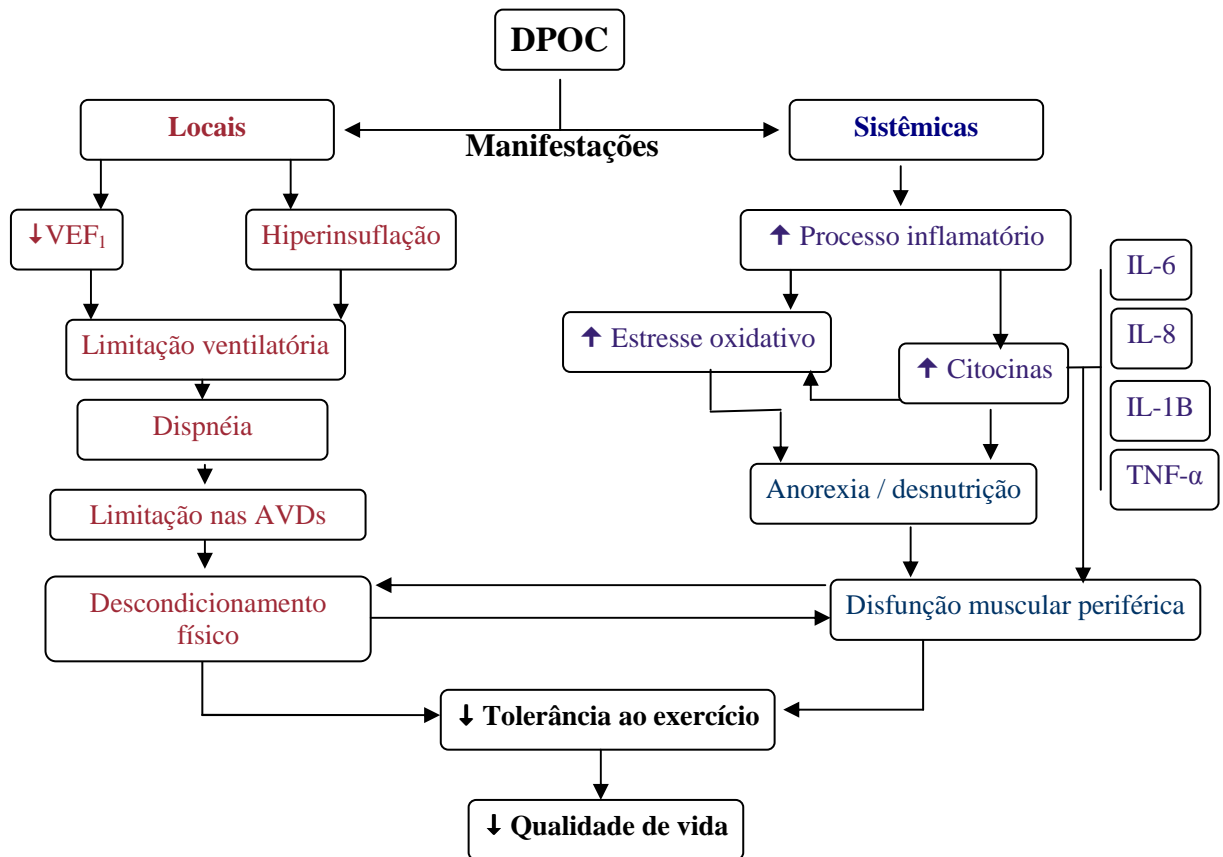 DPOC
Locais
Manifestações
Sistêmicas
↓VEF₁
Hiperinsuflação
↑ Processo inflamatório
IL-6
IL-8
IL-1B
TNF-α
Limitação ventilatória
↑ Estresse oxidativo
↑ Citocinas
Dispnéia
Anorexia / desnutrição
Limitação nas AVDs
Descondicionamento
físico
Disfunção muscular periférica
↓ Tolerância ao exercício
↓ Qualidade de vida